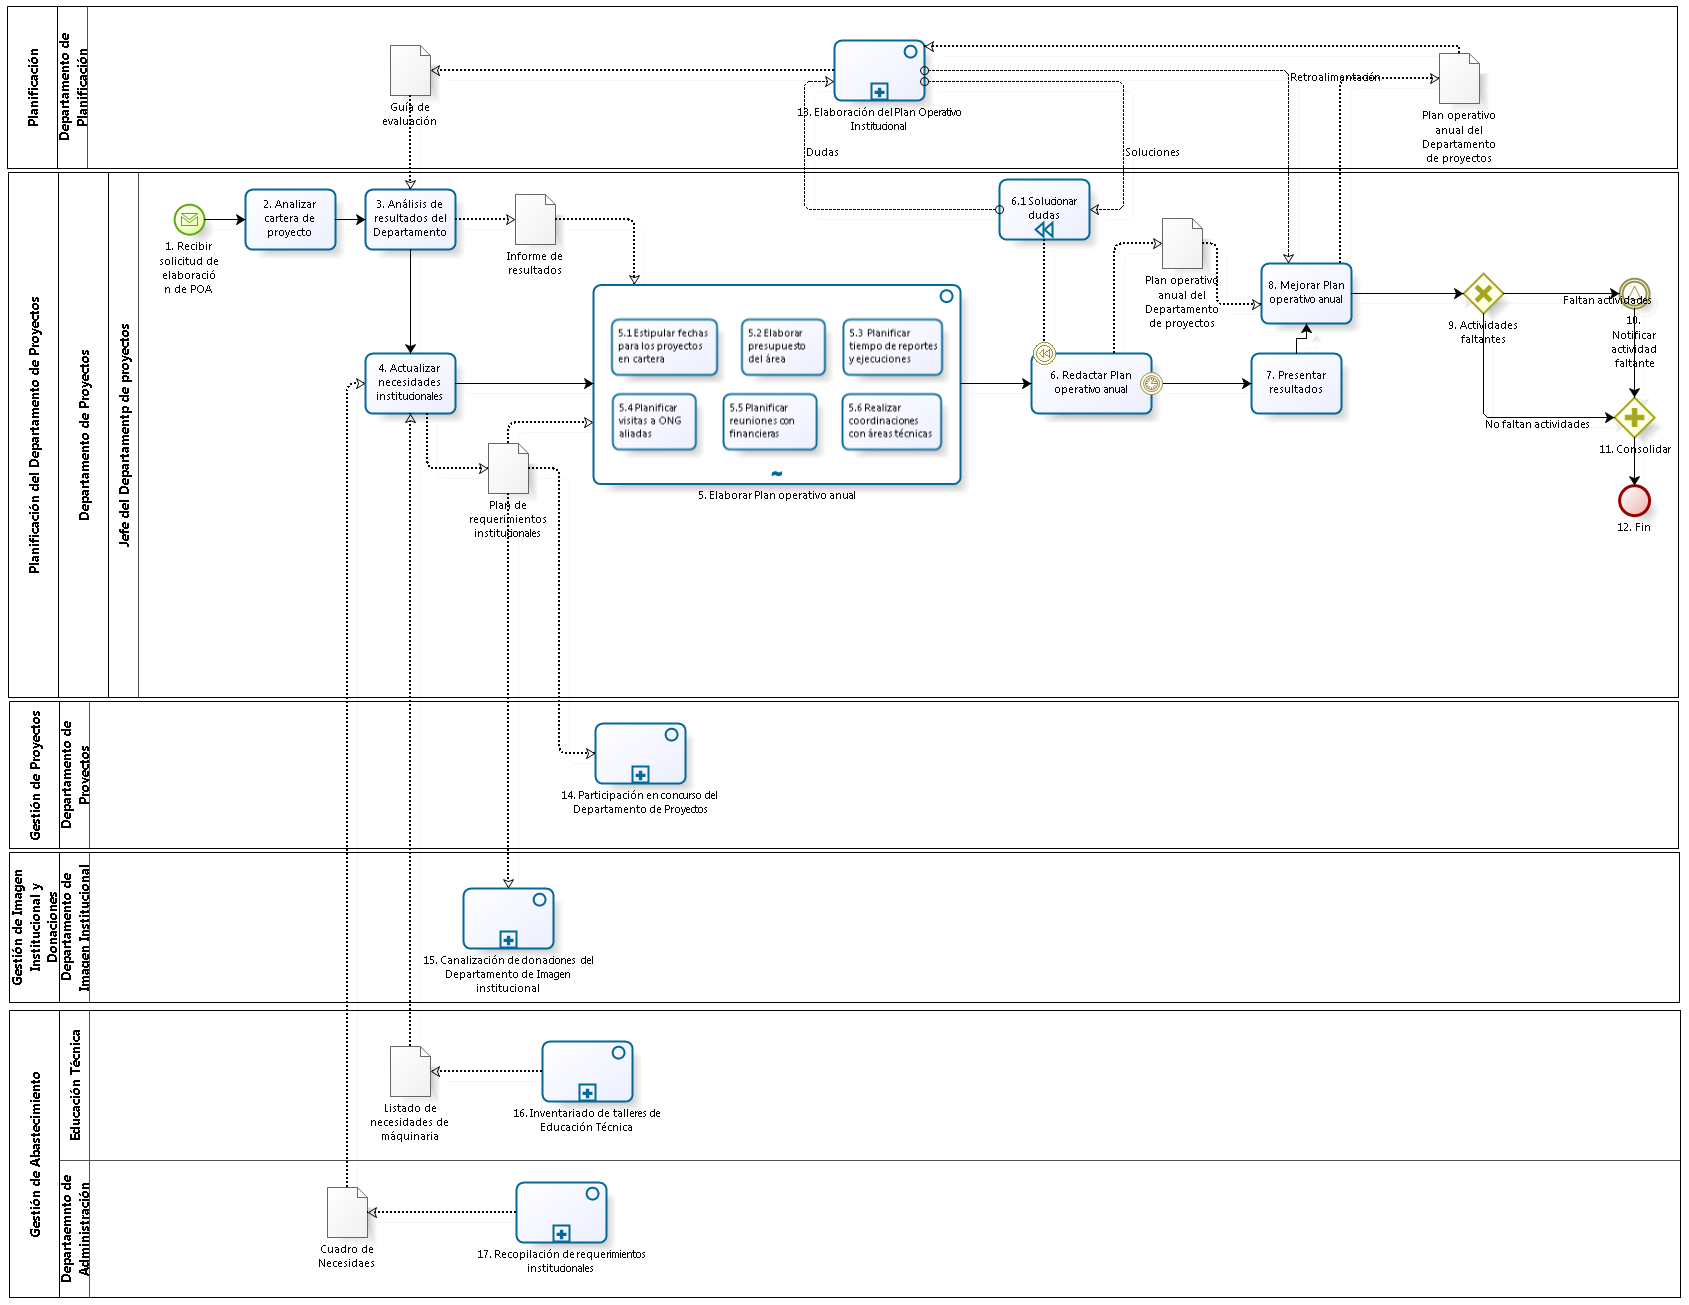 Planificación
Departamento de
Planificación
Guía de
evaluación
13. Elaboración del Plan Operativo
Institucional
Retroalimentación
Plan operativo
anual del
Departamento
de proyectos
Dudas
Soluciones
Planificación del Departamento de Proyectos
Departamento de Proyectos
Jefe del Departamentp de proyectos
1. Recibir
solicitud de
elaboració
n de POA
2. Analizar
cartera de
proyecto
3. Análisis de
resultados del
Departamento
Informe de
resultados
4. Actualizar
necesidades
institucionales
Plan de
requerimientos
institucionales
5.1 Estipular fechas
para los proyectos
en cartera
5.2 Elaborar
presupuesto
del área
5.3 Planificar
tiempo de reportes
y ejecuciones
5.4 Planificar
visitas a ONG
aliadas
5.5 Planificar
reuniones con
financieras
5.6 Realizar
coordinaciones
con áreas técnicas
5. Elaborar Plan operativo anual
6.1 Solucionar
dudas
6. Redactar Plan
operativo anual
Plan operativo
anual del
Departamento
de proyectos
7. Presentar
resultados
8. Mejorar Plan
operativo anual
9. Actividades
faltantes
Faltan actividades
10.
Notificar
actividad
faltante
No faltan actividades
11. Consolidar
12. Fin
Gestión de Proyectos
Departamento de
Proyectos
14. Participación en concurso del
Departamento de Proyectos
Gestión de Imagen
Institucional y
Donaciones
Departamento de
Imagen Institucional
15. Canalización de donaciones del
Departamento de Imagen
institucional
Gestión de Abastecimiento
Educación Técnica
Listado de
necesidades de
máquinaria
16. Inventariado de talleres de
Educación Técnica
Departaemnto de
Administración
Cuadro de
Necesidaes
17. Recopilación de requerimientos
institucionales